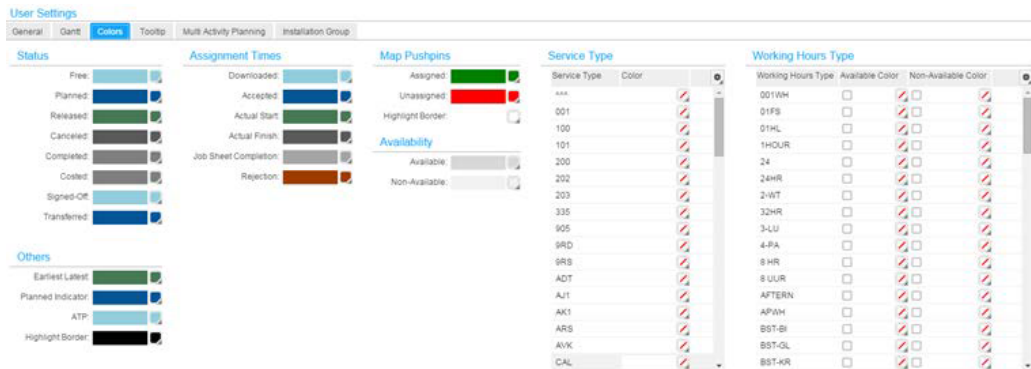 User Settings
General Gantt Colors Tooltip Multi Activity Planning Installation Group
Status
Free:
Planned:
Released:
Canceled:
Completed:
Costed:
Signed-Off:
Transferred:
Others
Earliest Latest:
Planned Indicator:
ATP:
Highlight Border:
Assignment Times
Downloaded:
Accepted:
Actual Start:
Actual Finish:
Job Sheet Completion:
Rejection:
Map Pushpins
Assigned:
Unassigned:
Highlight Border:
Availability
Available:
Non-Available:
Service Type
Service Type Color
001
100
101
200
202
203
335
905
9RD
9RS
ADT
AJ1
AK1
ARS
AVK
CAL
Working Hours Type
Working Hours Type Available Color Non-Available Color
001WH
01FS
01HL
1HOUR
24
24HR
2-WT
32HR
3-LU
4-PA
8 UUR
AFTERN
APWH
BST-BI
BST-GL
BST-KR